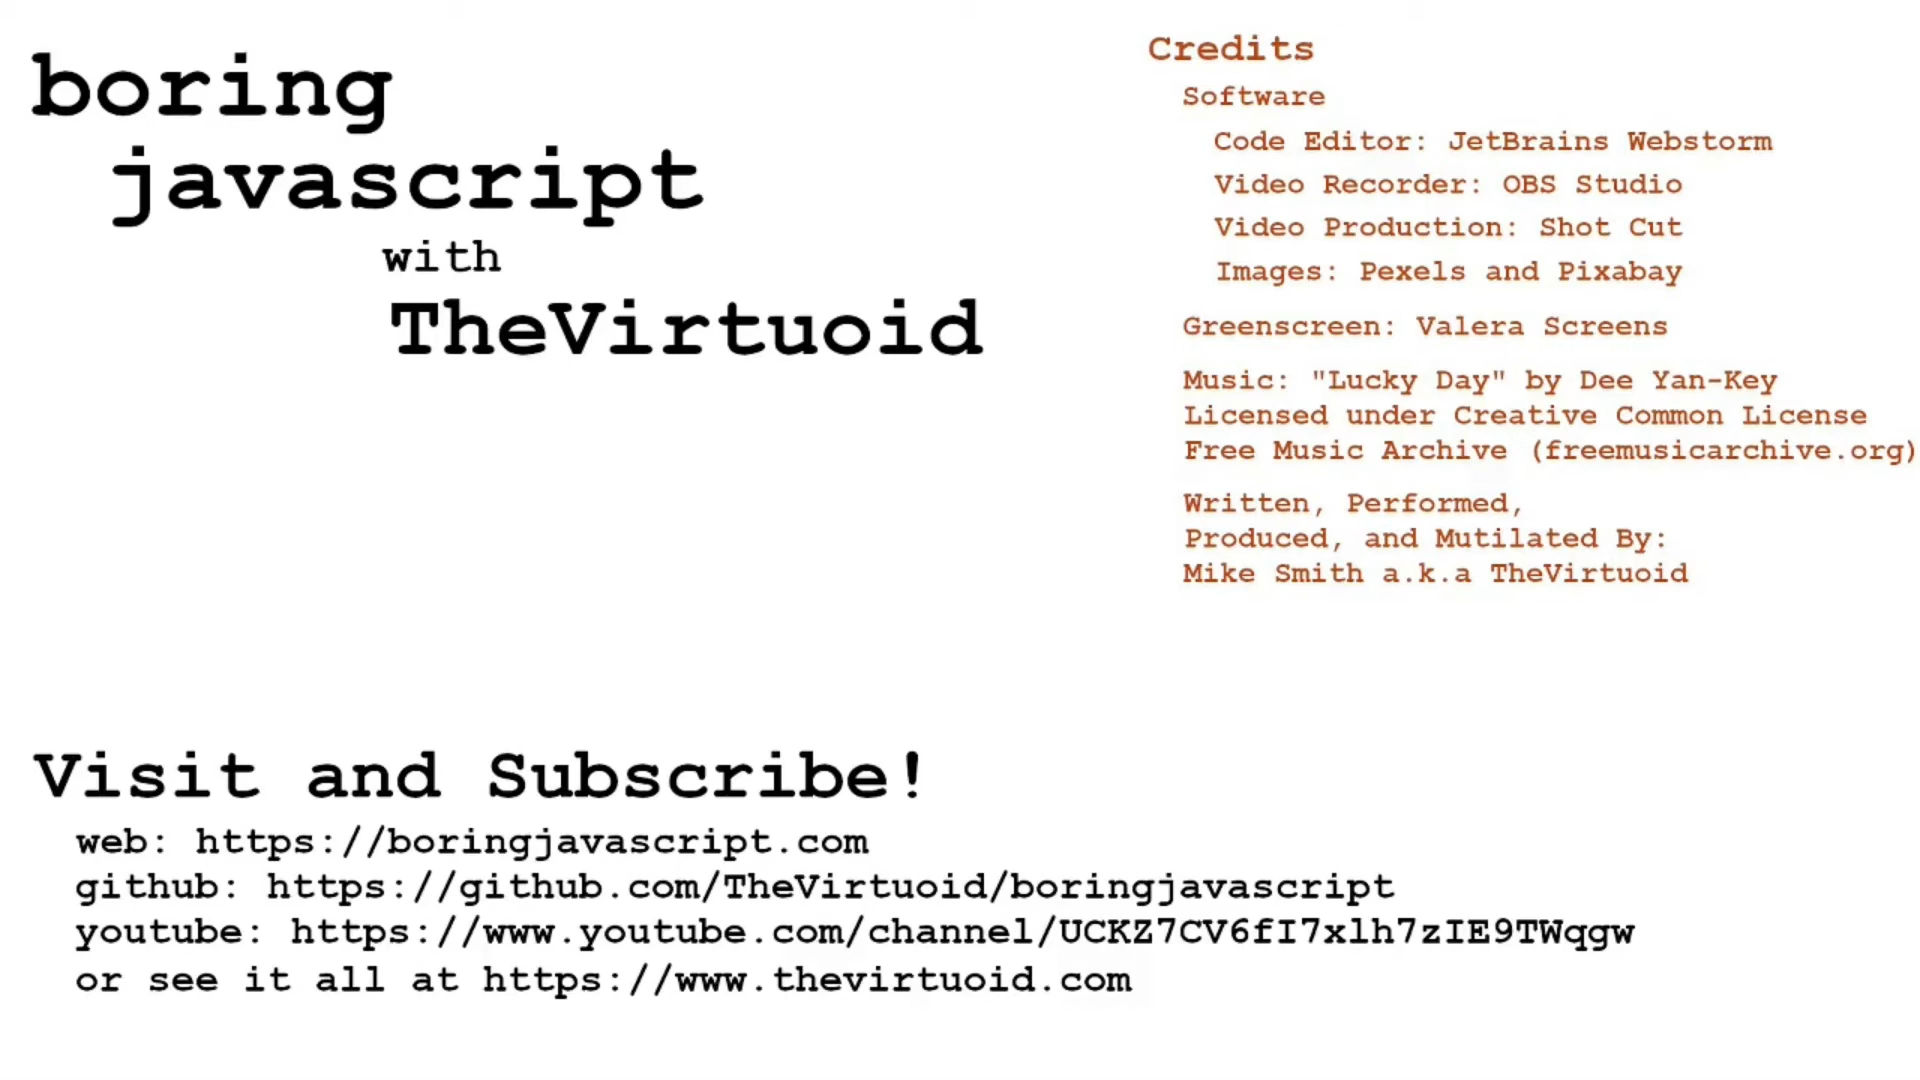 boring
javascript
with
TheVirtuoid
Credits
Software
Code Editor: JetBrains Webstorm
Video Recorder: OBS Studio
Video Production: Shot Cut
Images: Pexels and Pixabay
Greenscreen: Valera Screens
Music: "Lucky Day" by Dee Yan-Key
Licensed under Creative Common License
Free Music Archive (freemusicarchive.org)
Written, Performed,
Produced, and Mutilated By:
Mike Smith a.k.a TheVirtuoid
Visit and Subscribe!
web: https://boringjavascript.com
github: https://github.com/TheVirtuoid/boringjavascript
youtube: https://www.youtube.com/channel/UCKZ7CV6fI7xlh7zIE9TWqgw
or see it all at https://www.thevirtuoid.com